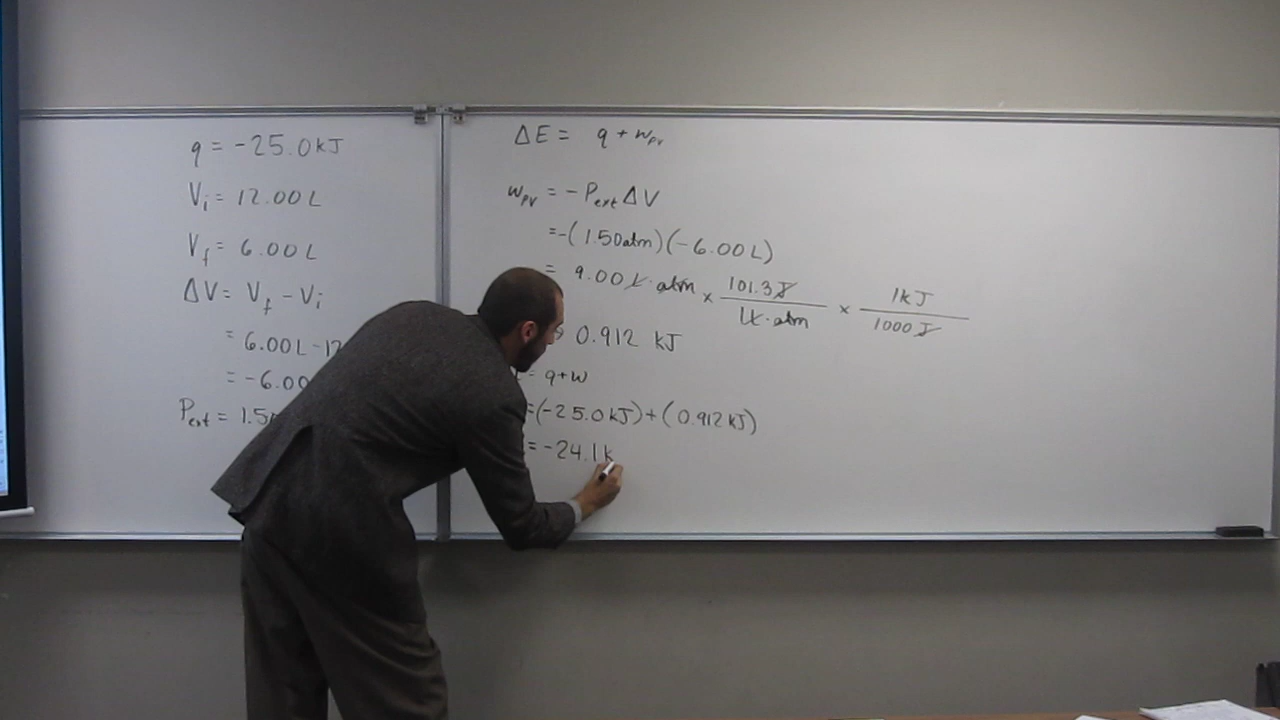 q = -25.0 kJ
Vi = 12.00 L
Vf = 6.00 L
ΔV = Vf - Vi
= 6.00 L - 12
= -6.00
Pext = 1.5
ΔE = q + wPV
wPV = - Pext ΔV
= -(1.50 atm)(-6.00 L)
= 9.00 L·atm × 101.3 J / 1 L·atm × 1 kJ / 1000 J
0.912 kJ
= q + w
= (-25.0 kJ) + (0.912 kJ)
= -24.1 k